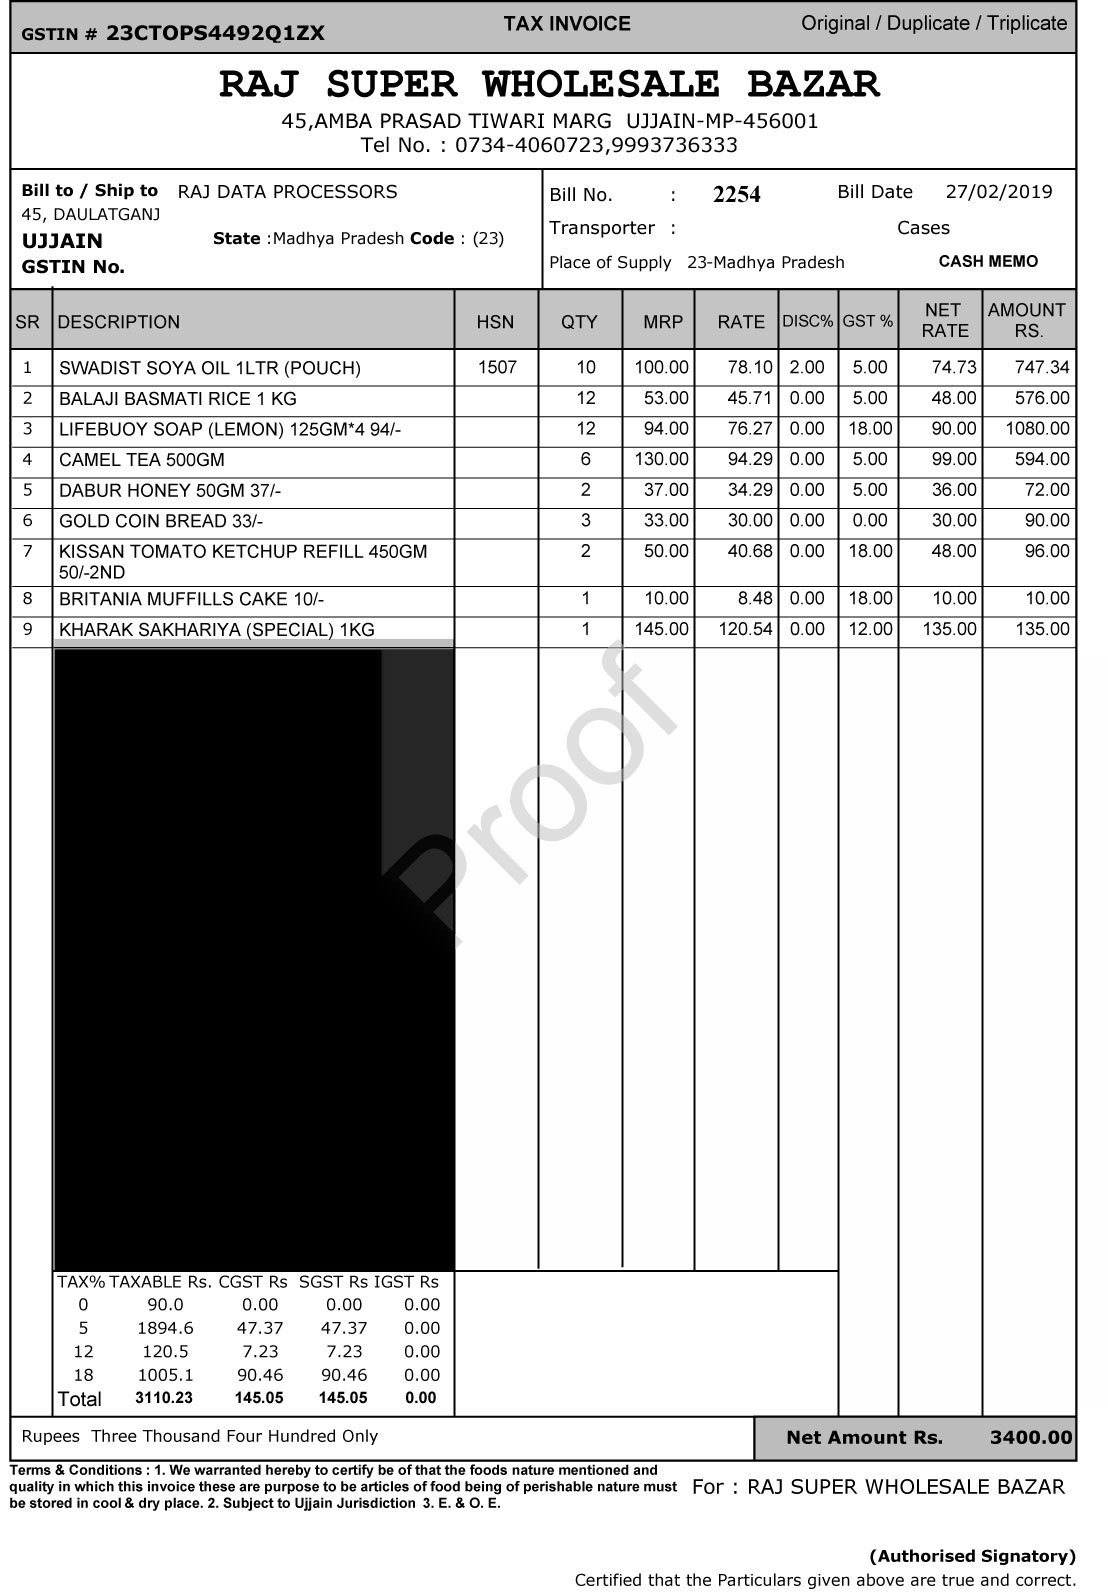 GSTIN # 23CTOPS4492Q1ZX TAX INVOICE Original / Duplicate / Triplicate
RAJ SUPER WHOLESALE BAZAR
45,AMBA PRASAD TIWARI MARG UJJAIN-MP-456001
Tel No. : 0734-4060723,9993736333
Bill to / Ship to RAJ DATA PROCESSORS
45, DAULATGANJ
UJJAIN State :Madhya Pradesh Code : (23)
GSTIN No.
Bill No. : 2254 Bill Date 27/02/2019
Transporter : Cases
Place of Supply 23-Madhya Pradesh CASH MEMO
SR DESCRIPTION HSN QTY MRP RATE DISC% GST % NET RATE AMOUNT RS.
1 SWADIST SOYA OIL 1LTR (POUCH) 1507 10 100.00 78.10 2.00 5.00 74.73 747.34
2 BALAJI BASMATI RICE 1 KG 12 53.00 45.71 0.00 5.00 48.00 576.00
3 LIFEBUOY SOAP (LEMON) 125GM*4 94/- 12 94.00 76.27 0.00 18.00 90.00 1080.00
4 CAMEL TEA 500GM 6 130.00 94.29 0.00 5.00 99.00 594.00
5 DABUR HONEY 50GM 37/- 2 37.00 34.29 0.00 5.00 36.00 72.00
6 GOLD COIN BREAD 33/- 3 33.00 30.00 0.00 0.00 30.00 90.00
7 KISSAN TOMATO KETCHUP REFILL 450GM 2 50.00 40.68 0.00 18.00 48.00 96.00
50/-2ND
8 BRITANIA MUFFILLS CAKE 10/- 1 10.00 8.48 0.00 18.00 10.00 10.00
9 KHARAK SAKHARIYA (SPECIAL) 1KG 1 145.00 120.54 0.00 12.00 135.00 135.00
Proof
TAX% TAXABLE Rs. CGST Rs SGST Rs IGST Rs
0 90.0 0.00 0.00 0.00
5 1894.6 47.37 47.37 0.00
12 120.5 7.23 7.23 0.00
18 1005.1 90.46 90.46 0.00
Total 3110.23 145.05 145.05 0.00
Rupees Three Thousand Four Hundred Only Net Amount Rs. 3400.00
Terms & Conditions : 1. We warranted hereby to certify be of that the foods nature mentioned and
quality in which this invoice these are purpose to be articles of food being of perishable nature must
be stored in cool & dry place. 2. Subject to Ujjain Jurisdiction 3. E. & O. E.
For : RAJ SUPER WHOLESALE BAZAR
(Authorised Signatory)
Certified that the Particulars given above are true and correct.